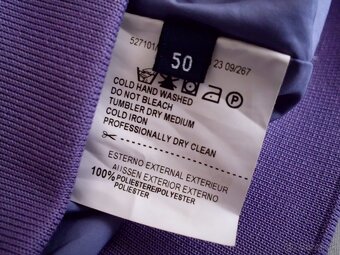 50
527101/
23 09/267
COLD HAND WASHED
DO NOT BLEACH
TUMBLER DRY MEDIUM
COLD IRON
PROFESSIONALLY DRY CLEAN
ESTERNO EXTERNAL EXTERIEUR
AUSSEN EXTERIOR EXTERNO
100% POLIESTERE/POLYESTER
POLIESTER